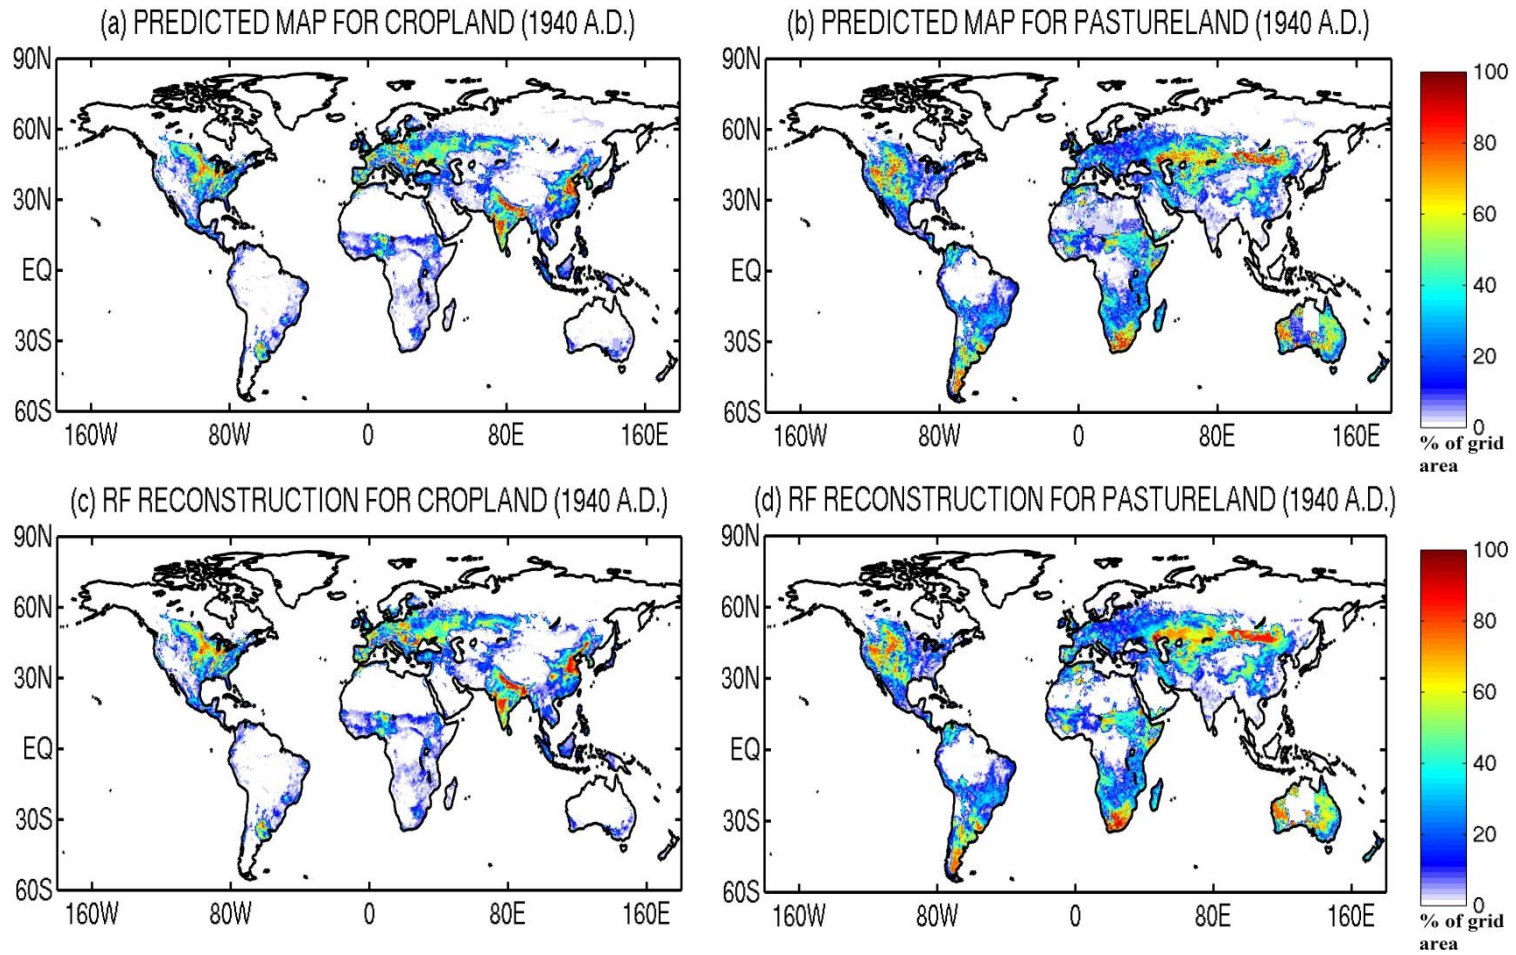 (a) PREDICTED MAP FOR CROPLAND (1940 A.D.)
(b) PREDICTED MAP FOR PASTURELAND (1940 A.D.)
90N
60N
30N
EQ
30S
60S
160W 80W 0 80E 160E
90N
60N
30N
EQ
30S
60S
160W 80W 0 80E 160E
100
80
60
40
20
0
% of grid
area
(c) RF RECONSTRUCTION FOR CROPLAND (1940 A.D.)
(d) RF RECONSTRUCTION FOR PASTURELAND (1940 A.D.)
90N
60N
30N
EQ
30S
60S
160W 80W 0 80E 160E
90N
60N
30N
EQ
30S
60S
160W 80W 0 80E 160E
100
80
60
40
20
0
% of grid
area